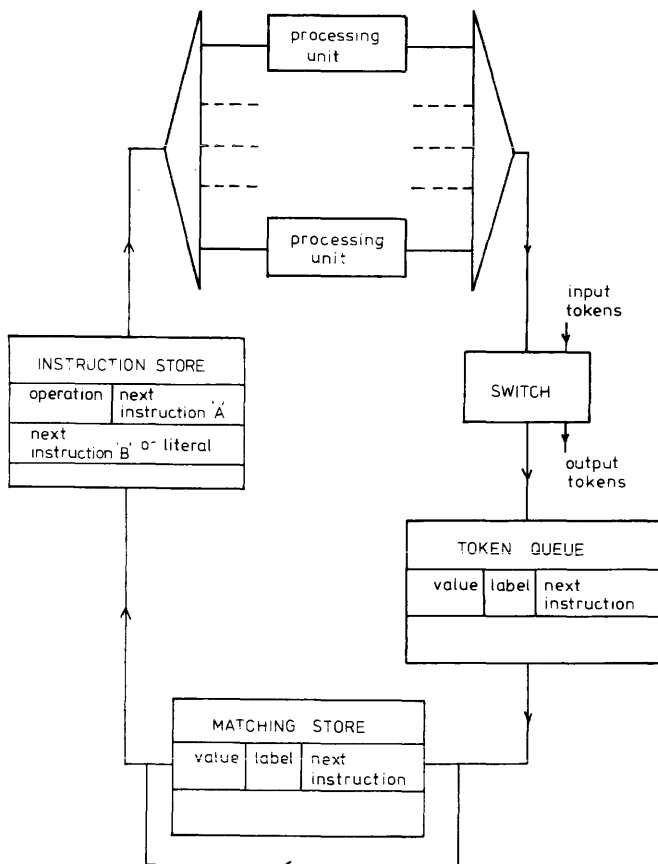 processing
unit
processing
unit
input
tokens
INSTRUCTION STORE
operation
next
instruction 'A'
next
instruction 'B' or literal
SWITCH
output
tokens
TOKEN QUEUE
value
label
next
instruction
MATCHING STORE
value
label
next
instruction